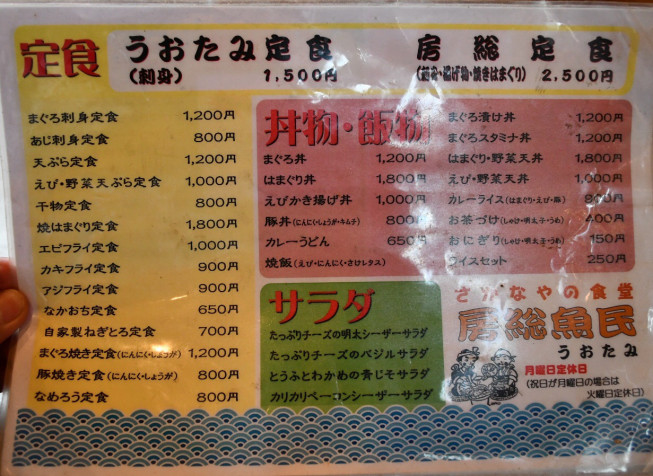 定食
うおたみ定食
(刺身) 1,500円
房総定食
(刺身・揚げ物・焼きはまぐり) 2,500円
まぐろ刺身定食 1,200円
あじ刺身定食 800円
天ぷら定食 1,200円
えび・野菜天ぷら定食 1,000円
干物定食 800円
焼はまぐり定食 1,800円
エビフライ定食 1,000円
カキフライ定食 900円
アジフライ定食 900円
なかおち定食 650円
自家製ねぎとろ定食 700円
まぐろ焼き定食(にんにく・しょうが) 1,200円
豚焼き定食(にんにく・しょうが) 800円
なめろう定食 800円
丼物・飯物
まぐろ丼 1,200円
はまぐり丼 1,800円
えびかき揚げ丼 1,000円
豚丼(にんにく・しょうが・キムチ) 800円
カレーうどん 650円
焼飯(えび・にんにく・さけレタス)
まぐろ漬け丼 1,200円
まぐろスタミナ丼 1,200円
はまぐり・野菜天丼 1,800円
えび・野菜天丼 1,000円
カレーライス(はまぐり・えび・豚) 800円
お茶づけ(しゃけ・明太子・うめ) 400円
おにぎり(しゃけ・明太子・うめ) 150円
ライスセット 250円
サラダ
たっぷりチーズの明太シーザーサラダ
たっぷりチーズのバジルサラダ
とうふとわかめの青じそサラダ
カリカリベーコンシーザーサラダ
さかなやの食堂
房総魚民
うおたみ
月曜日定休日
(祝日が月曜日の場合は
火曜日定休日)